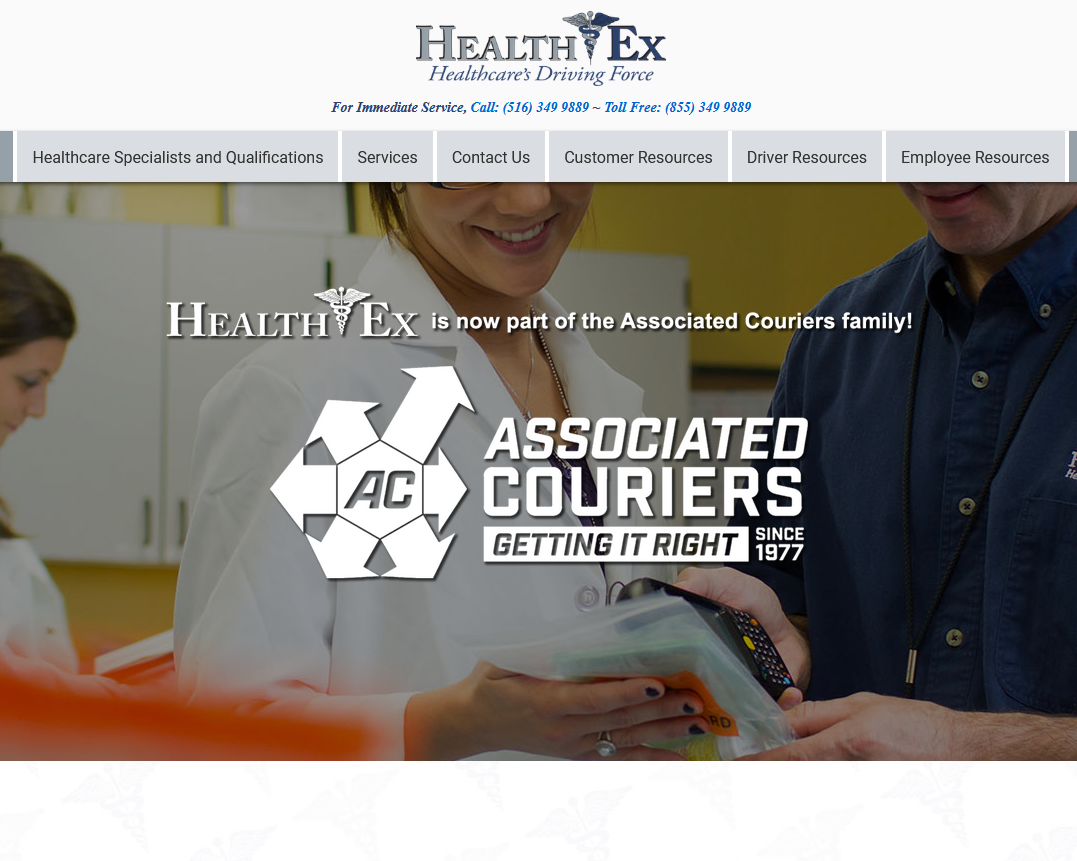 HEALTH EX
Healthcare's Driving Force
For Immediate Service, Call: (516) 349 9889 ~ Toll Free: (855) 349 9889
Healthcare Specialists and Qualifications
Services
Contact Us
Customer Resources
Driver Resources
Employee Resources
HEALTH EX is now part of the Associated Couriers family!
AC
ASSOCIATED
COURIERS
GETTING IT RIGHT
SINCE
1977